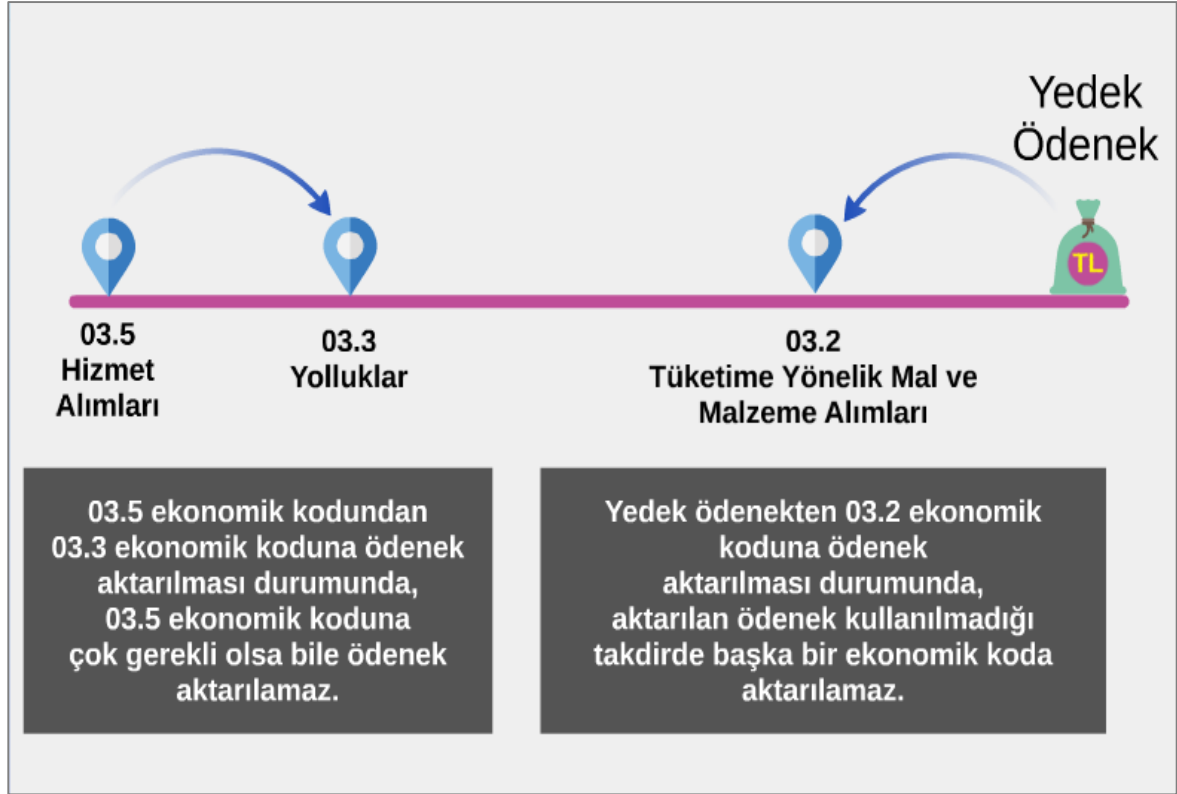 Yedek
Ödenek
TL
03.5
Hizmet
Alımları
03.3
Yolluklar
03.2
Tüketime Yönelik Mal ve
Malzeme Alımları
03.5 ekonomik kodundan
03.3 ekonomik koduna ödenek
aktarılması durumunda,
03.5 ekonomik koduna
çok gerekli olsa bile ödenek
aktarılamaz.
Yedek ödenekten 03.2 ekonomik
koduna ödenek
aktarılması durumunda,
aktarılan ödenek kullanılmadığı
takdirde başka bir ekonomik koda
aktarılamaz.